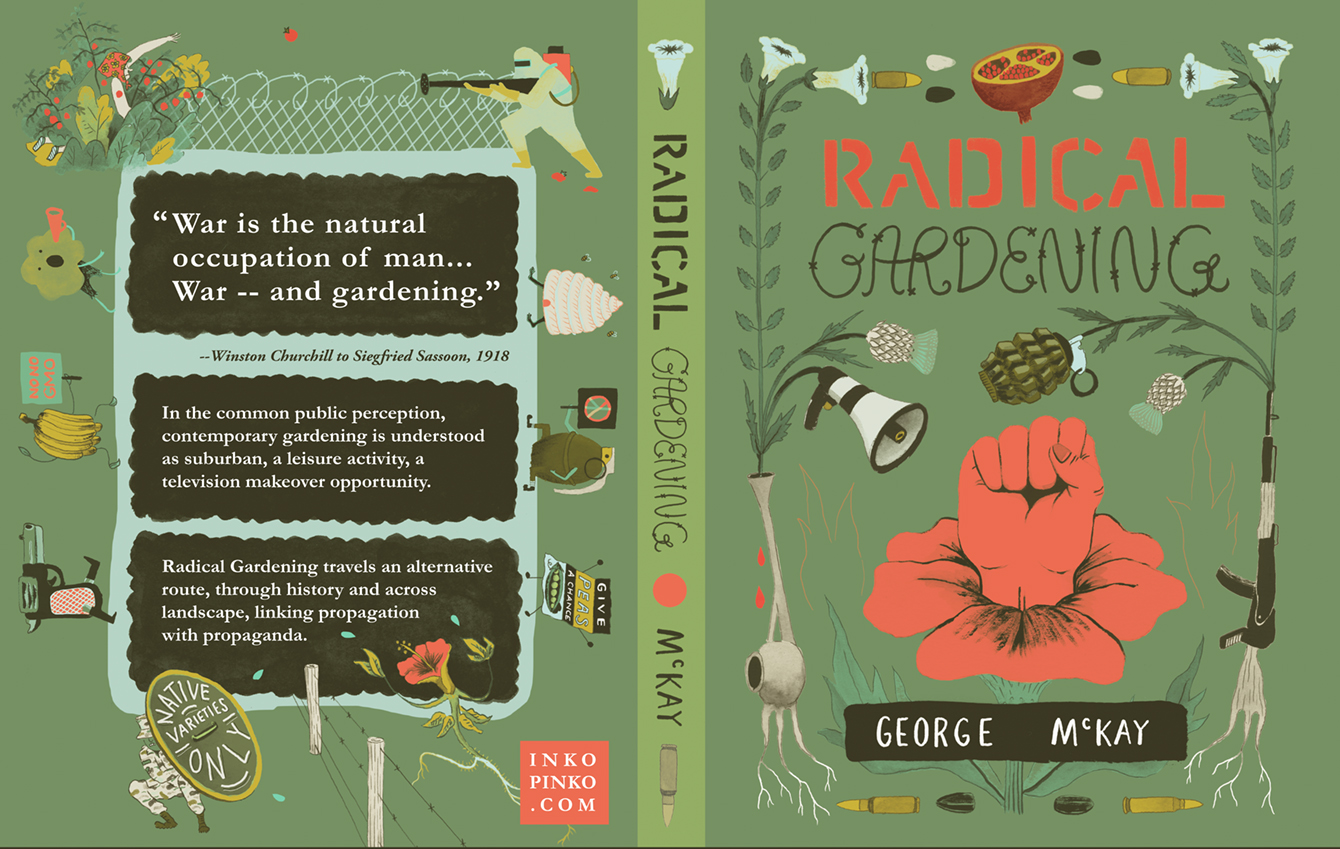 “War is the natural
occupation of man...
War -- and gardening.”
--Winston Churchill to Siegfried Sassoon, 1918
In the common public perception,
contemporary gardening is understood
as suburban, a leisure activity, a
television makeover opportunity.
Radical Gardening travels an alternative
route, through history and across
landscape, linking propagation
with propaganda.
NO NO
GMO
GIVE
PEAS
A CHANCE
NATIVE
VARIETIES
ONLY
INKO
PINKO
.COM
RADICAL GARDENING McKAY
RADICAL
GARDENING
GEORGE McKAY